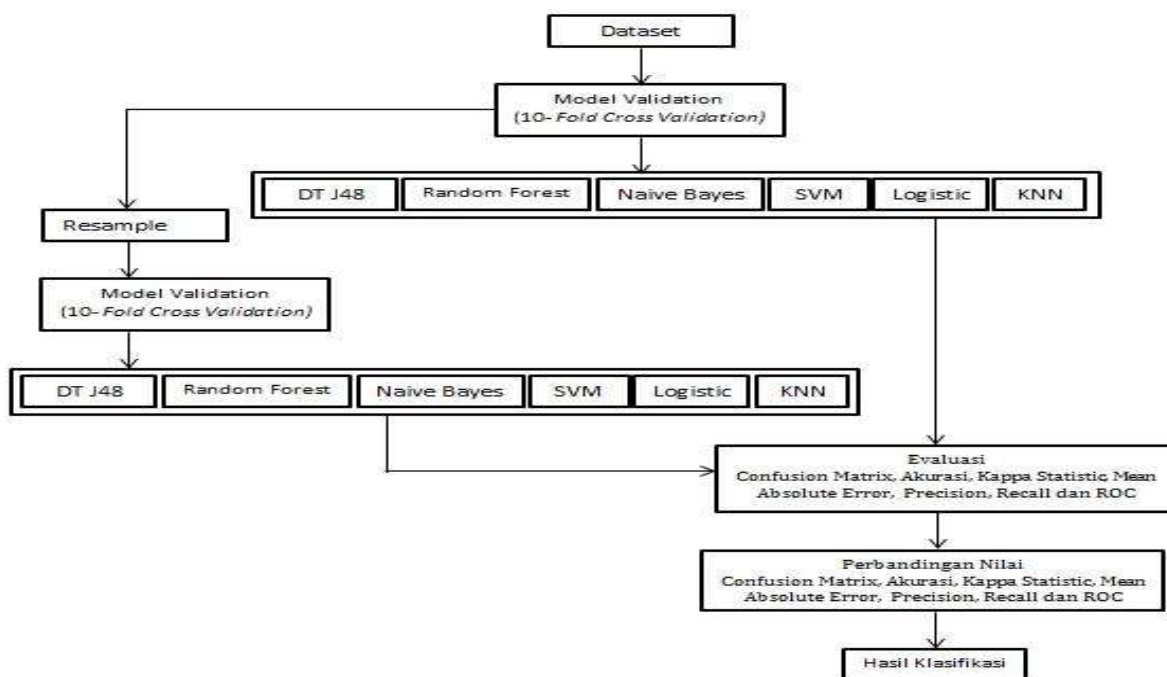 Dataset
Model Validation
(10- Fold Cross Validation)
DT J48
Random Forest
Naive Bayes
SVM
Logistic
KNN
Resample
Model Validation
(10- Fold Cross Validation)
DT J48
Random Forest
Naive Bayes
SVM
Logistic
KNN
Evaluasi
Confusion Matrix, Akurasi, Kappa Statistic, Mean
Absolute Error, Precision, Recall dan ROC
Perbandingan Nilai
Confusion Matrix, Akurasi, Kappa Statistic, Mean
Absolute Error, Precision, Recall dan ROC
Hasil Klasifikasi